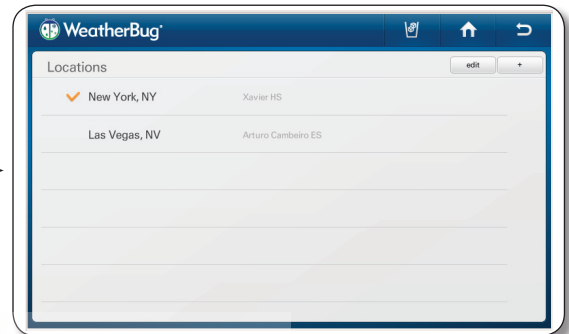 WeatherBug®
Locations
edit
+
New York, NY
Xavier HS
Las Vegas, NV
Arturo Cambeiro ES